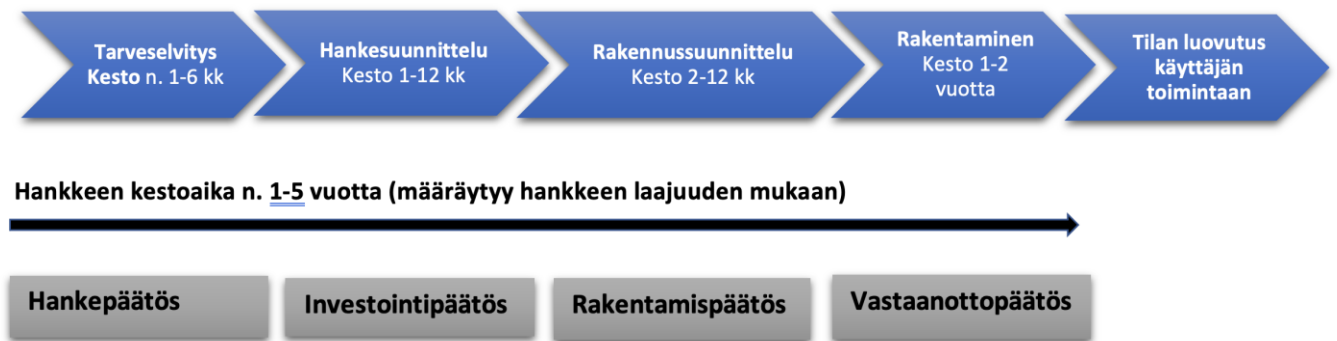 Tarveselvitys
Kesto n. 1-6 kk
Hankesuunnittelu
Kesto 1-12 kk
Rakennussuunnittelu
Kesto 2-12 kk
Rakentaminen
Kesto 1-2
vuotta
Tilan luovutus
käyttäjän
toimintaan
Hankkeen kestoaika n. 1-5 vuotta (määräytyy hankkeen laajuuden mukaan)
Hankepäätös
Investointipäätös
Rakentamispäätös
Vastaanottopäätös